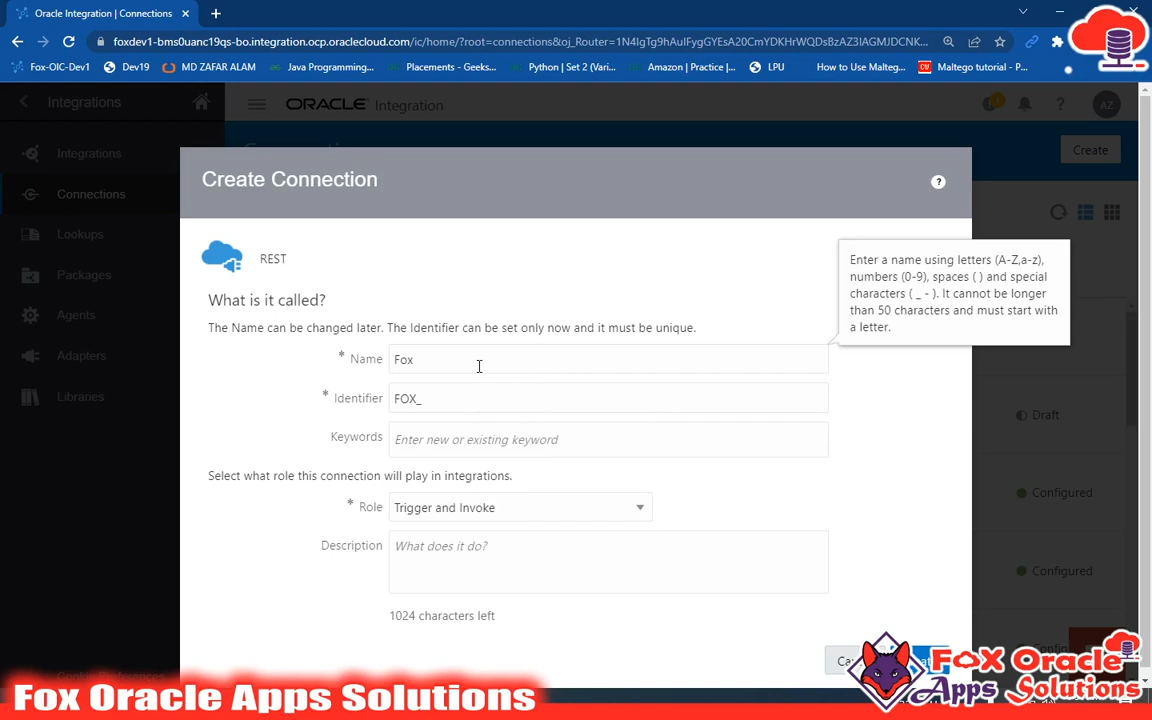 Oracle Integration | Connections
foxdev1-bms0uanc19qs-bo.integration.ocp.oraclecloud.com/ic/home/?root=connections&oj_Router=1N4IgTg9hAuIFygGYEsA20CmYDKHrWQDsBzAZ3IAGMJDCNK...
Fox-OIC-Dev1 Dev19 MD ZAFAR ALAM Java Programming... Placements - Geeks... Python | Set 2 (Vari... Amazon | Practice |... LPU How to Use Malteg... Maltego tutorial - P...
Integrations
ORACLE Integration
AZ
Integrations
Connections
Lookups
Packages
Agents
Adapters
Libraries
Create
Create Connection
?
REST
What is it called?
The Name can be changed later. The Identifier can be set only now and it must be unique.
* Name Fox
* Identifier FOX_
Keywords Enter new or existing keyword
Select what role this connection will play in integrations.
* Role Trigger and Invoke
Description What does it do?
1024 characters left
Enter a name using letters (A-Z,a-z),
numbers (0-9), spaces ( ) and special
characters ( _ - ). It cannot be longer
than 50 characters and must start with
a letter.
Draft
Configured
Configured
FOX Oracle
Apps Solutions
Fox Oracle Apps Solutions